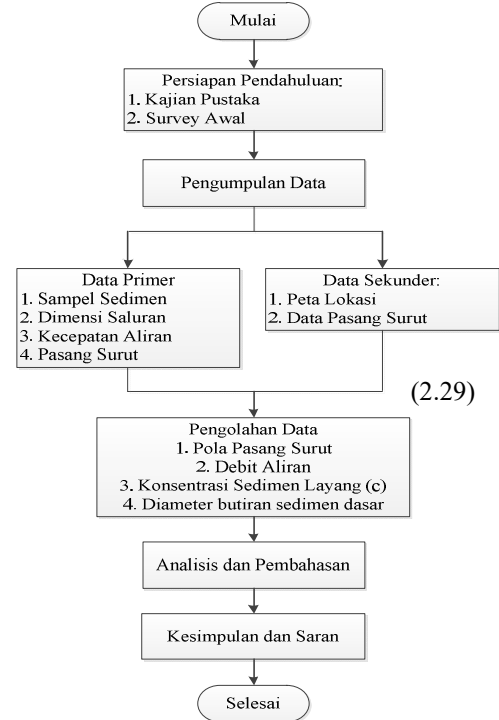 Mulai
Persiapan Pendahuluan:
1. Kajian Pustaka
2. Survey Awal
Pengumpulan Data
Data Primer
1. Sampel Sedimen
2. Dimensi Saluran
3. Kecepatan Aliran
4. Pasang Surut
Data Sekunder:
1. Peta Lokasi
2. Data Pasang Surut
(2.29)
Pengolahan Data
1. Pola Pasang Surut
2. Debit Aliran
3. Konsentrasi Sedimen Layang (c)
4. Diameter butiran sedimen dasar
Analisis dan Pembahasan
Kesimpulan dan Saran
Selesai